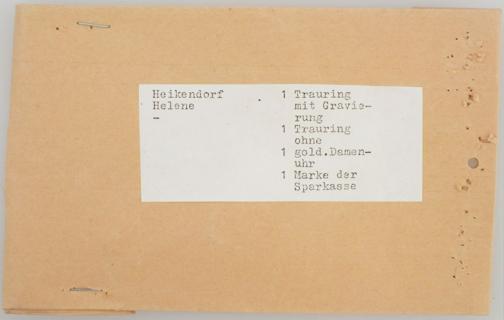 Heikendorf
Helene
-
1 Trauring
mit Gravie-
rung
1 Trauring
ohne
1 gold.Damen-
uhr
1 Marke der
Sparkasse